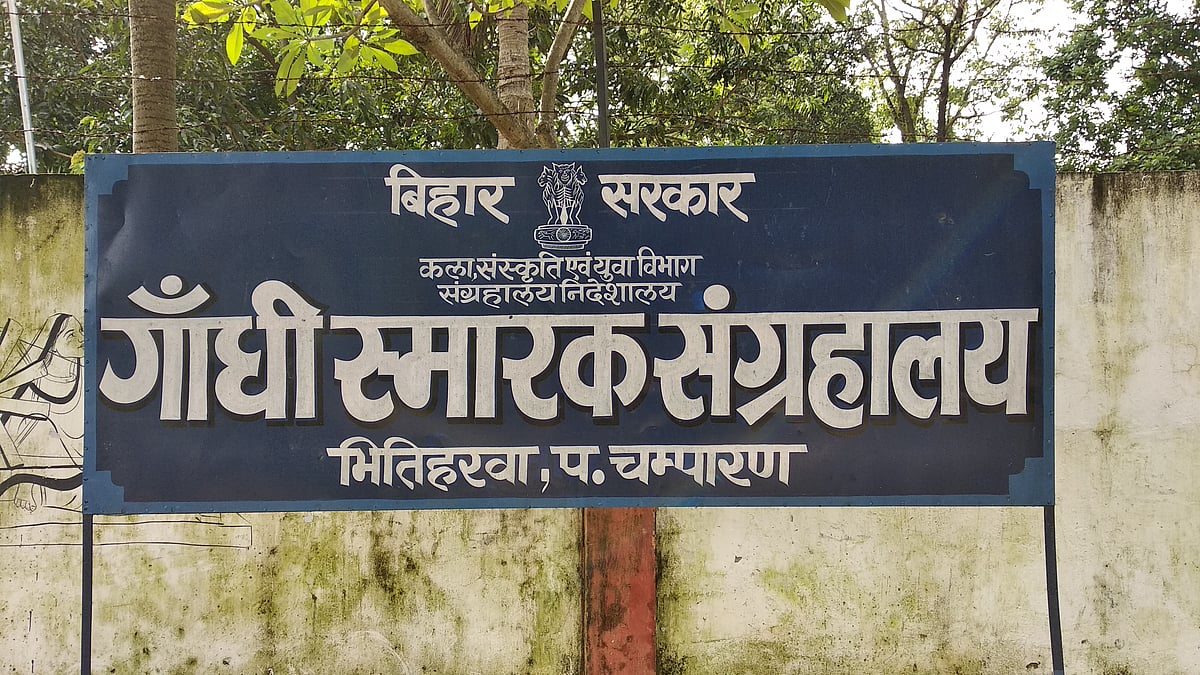 बिहार सरकार
कला,संस्कृति एवं युवा विभाग
संग्रहालय निदेशालय
गाँधी स्मारक संग्रहालय
भितिहरवा, प. चम्पारण